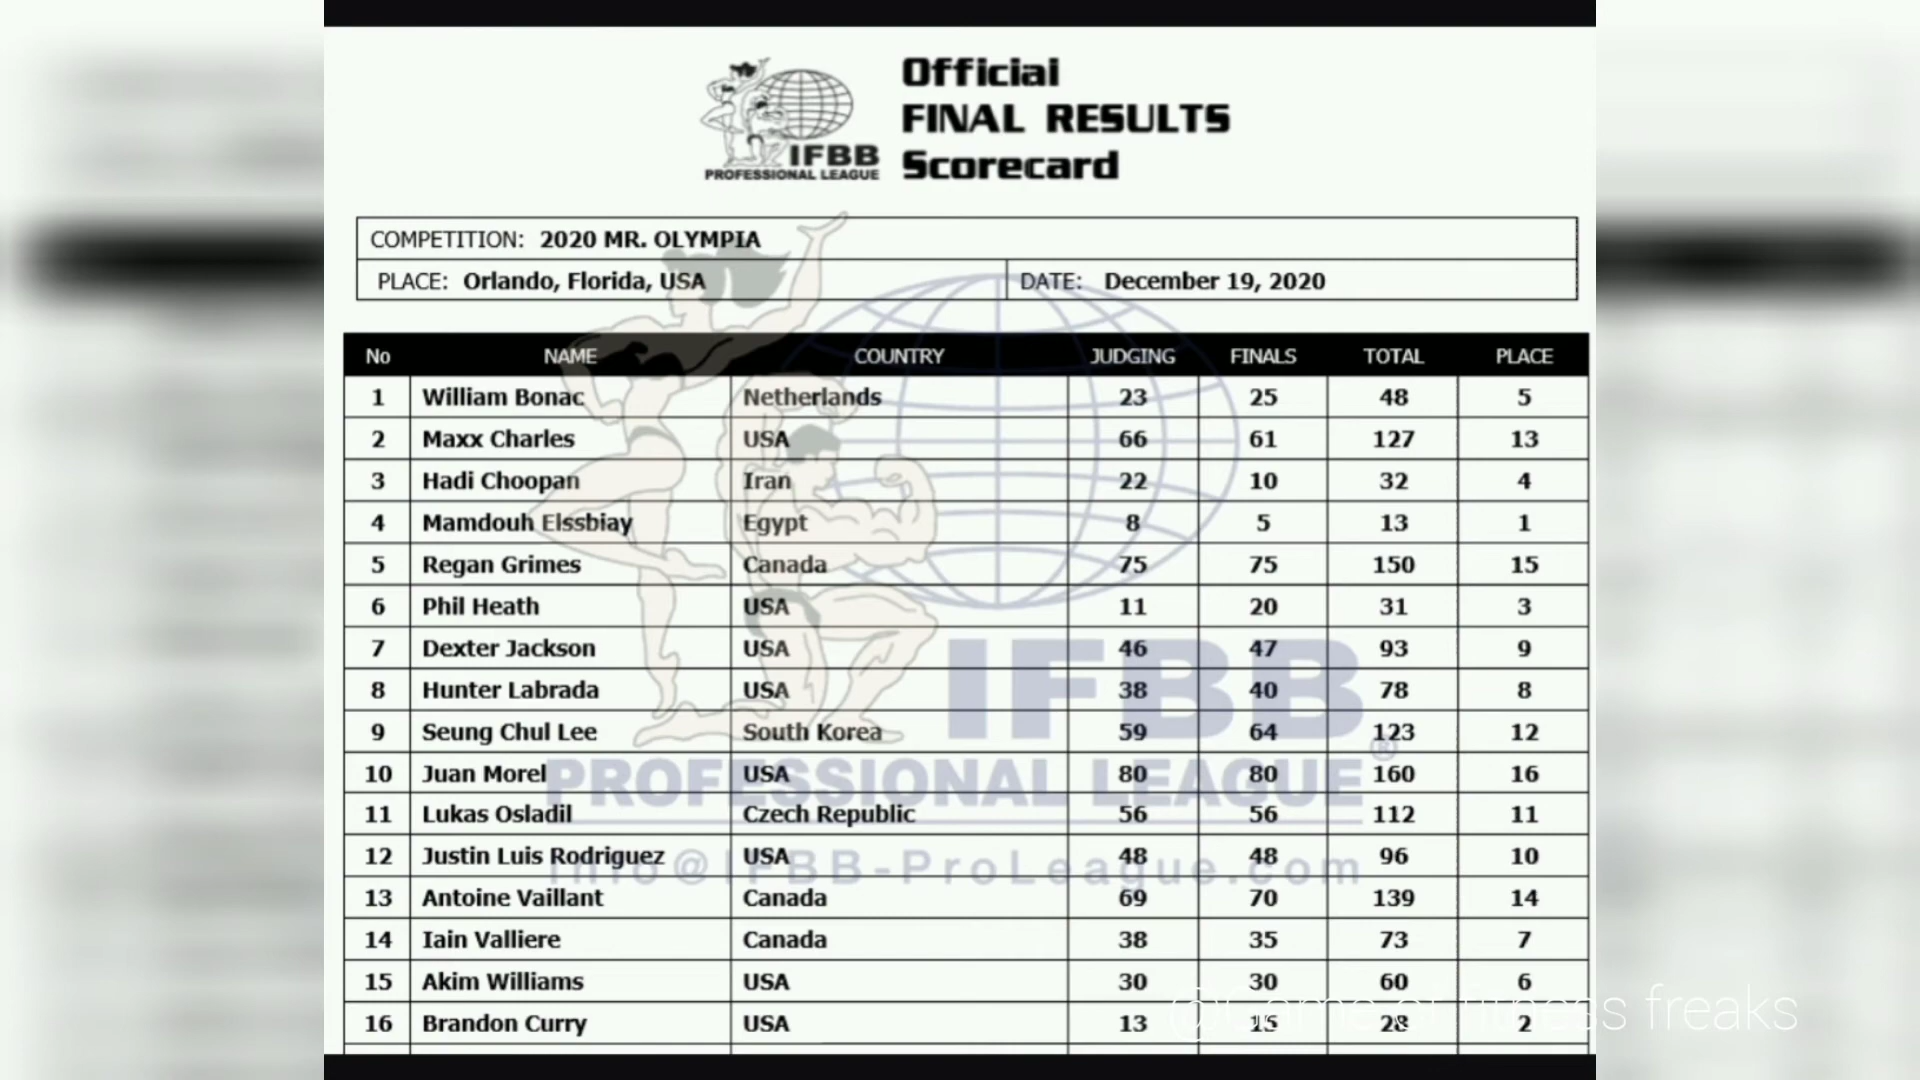 Official
FINAL RESULTS
Scorecard
IFBB
PROFESSIONAL LEAGUE
COMPETITION: 2020 MR. OLYMPIA
PLACE: Orlando, Florida, USA DATE: December 19, 2020
No NAME COUNTRY JUDGING FINALS TOTAL PLACE
1 William Bonac Netherlands 23 25 48 5
2 Maxx Charles USA 66 61 127 13
3 Hadi Choopan Iran 22 10 32 4
4 Mamdouh Elssbiay Egypt 8 5 13 1
5 Regan Grimes Canada 75 75 150 15
6 Phil Heath USA 11 20 31 3
7 Dexter Jackson USA 46 47 93 9
8 Hunter Labrada USA 38 40 78 8
9 Seung Chul Lee South Korea 59 64 123 12
10 Juan Morel USA 80 80 160 16
11 Lukas Osladil Czech Republic 56 56 112 11
12 Justin Luis Rodriguez USA 48 48 96 10
13 Antoine Vaillant Canada 69 70 139 14
14 Iain Valliere Canada 38 35 73 7
15 Akim Williams USA 30 30 60 6
16 Brandon Curry USA 13 15 28 2
IFBB
PROFESSIONAL LEAGUE ®
info@IFBB-ProLeague.com
@Game of fitness freaks